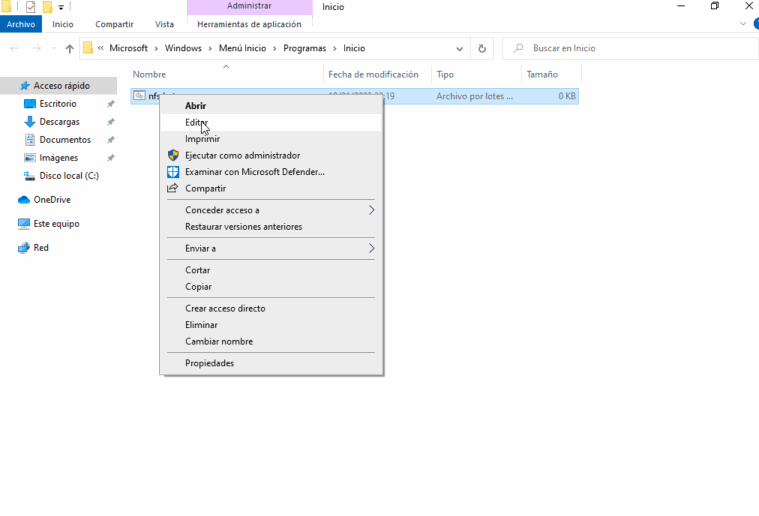 Administrar
Inicio
Archivo Inicio Compartir Vista Herramientas de aplicación
« Microsoft › Windows › Menú Inicio › Programas › Inicio
Buscar en Inicio
Nombre Fecha de modificación Tipo Tamaño
Archivo por lotes ... 0 KB
Acceso rápido
Escritorio
Descargas
Documentos
Imágenes
Disco local (C:)
OneDrive
Este equipo
Red
Abrir
Editar
Imprimir
Ejecutar como administrador
Examinar con Microsoft Defender...
Compartir
Conceder acceso a
Restaurar versiones anteriores
Enviar a
Cortar
Copiar
Crear acceso directo
Eliminar
Cambiar nombre
Propiedades